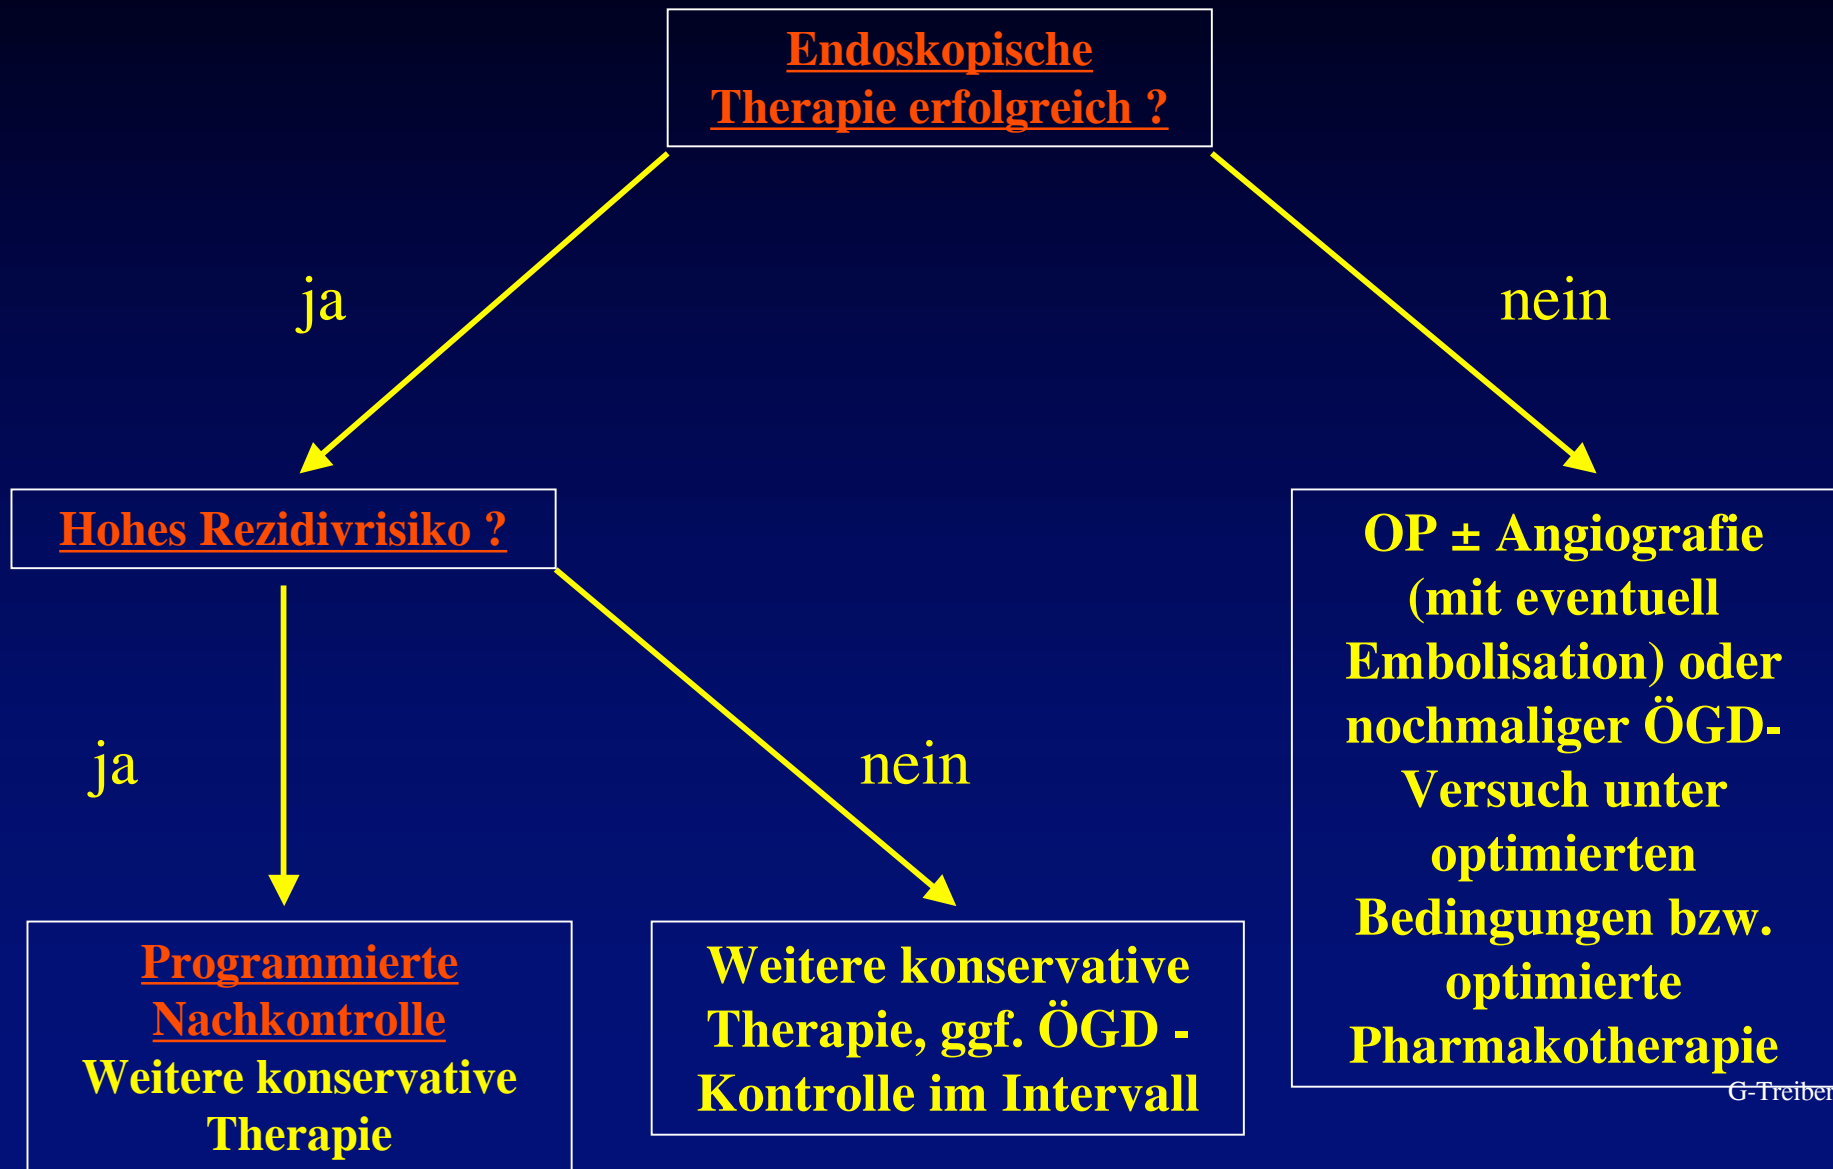 Endoskopische
Therapie erfolgreich ?
ja
nein
Hohes Rezidivrisiko ?
OP ± Angiografie
(mit eventuell
Embolisation) oder
nochmaliger ÖGD-
Versuch unter
optimierten
Bedingungen bzw.
optimierte
Pharmakotherapie
ja
nein
Programmierte
Nachkontrolle
Weitere konservative
Therapie
Weitere konservative
Therapie, ggf. ÖGD -
Kontrolle im Intervall
G-Treiber